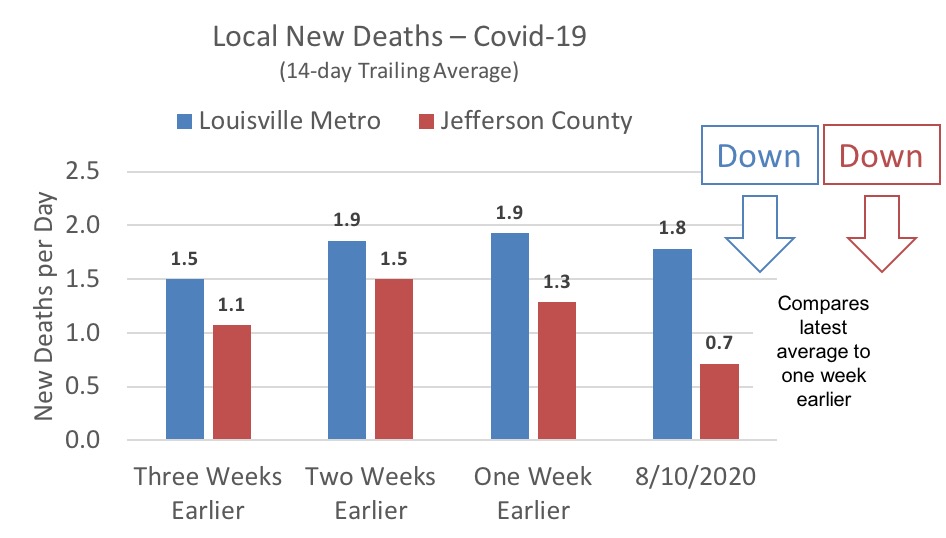 Local New Deaths – Covid-19
(14-day Trailing Average)
Louisville Metro Jefferson County
Down Down
New Deaths per Day
2.5
2.0
1.5
1.0
0.5
0.0
1.5
1.1
1.9
1.5
1.9
1.3
1.8
0.7
Compares
latest
average to
one week
earlier
Three Weeks
Earlier
Two Weeks
Earlier
One Week
Earlier
8/10/2020